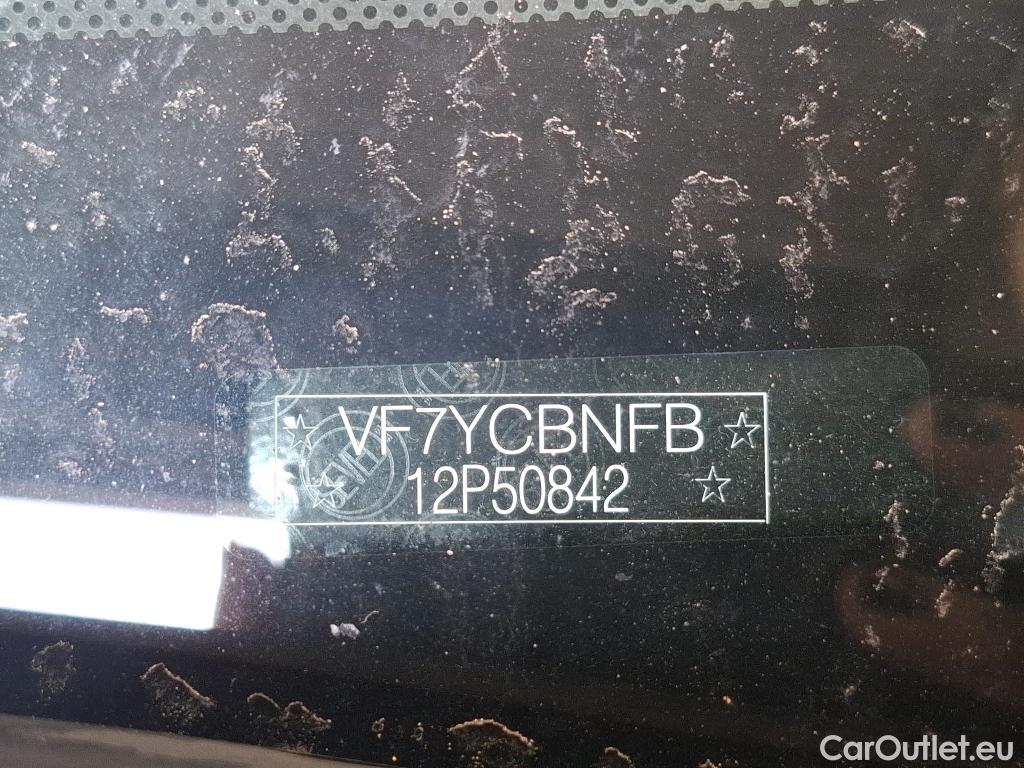 ☆ VF7YCBNFB ☆
☆ 12P50842 ☆
CarOutlet.eu